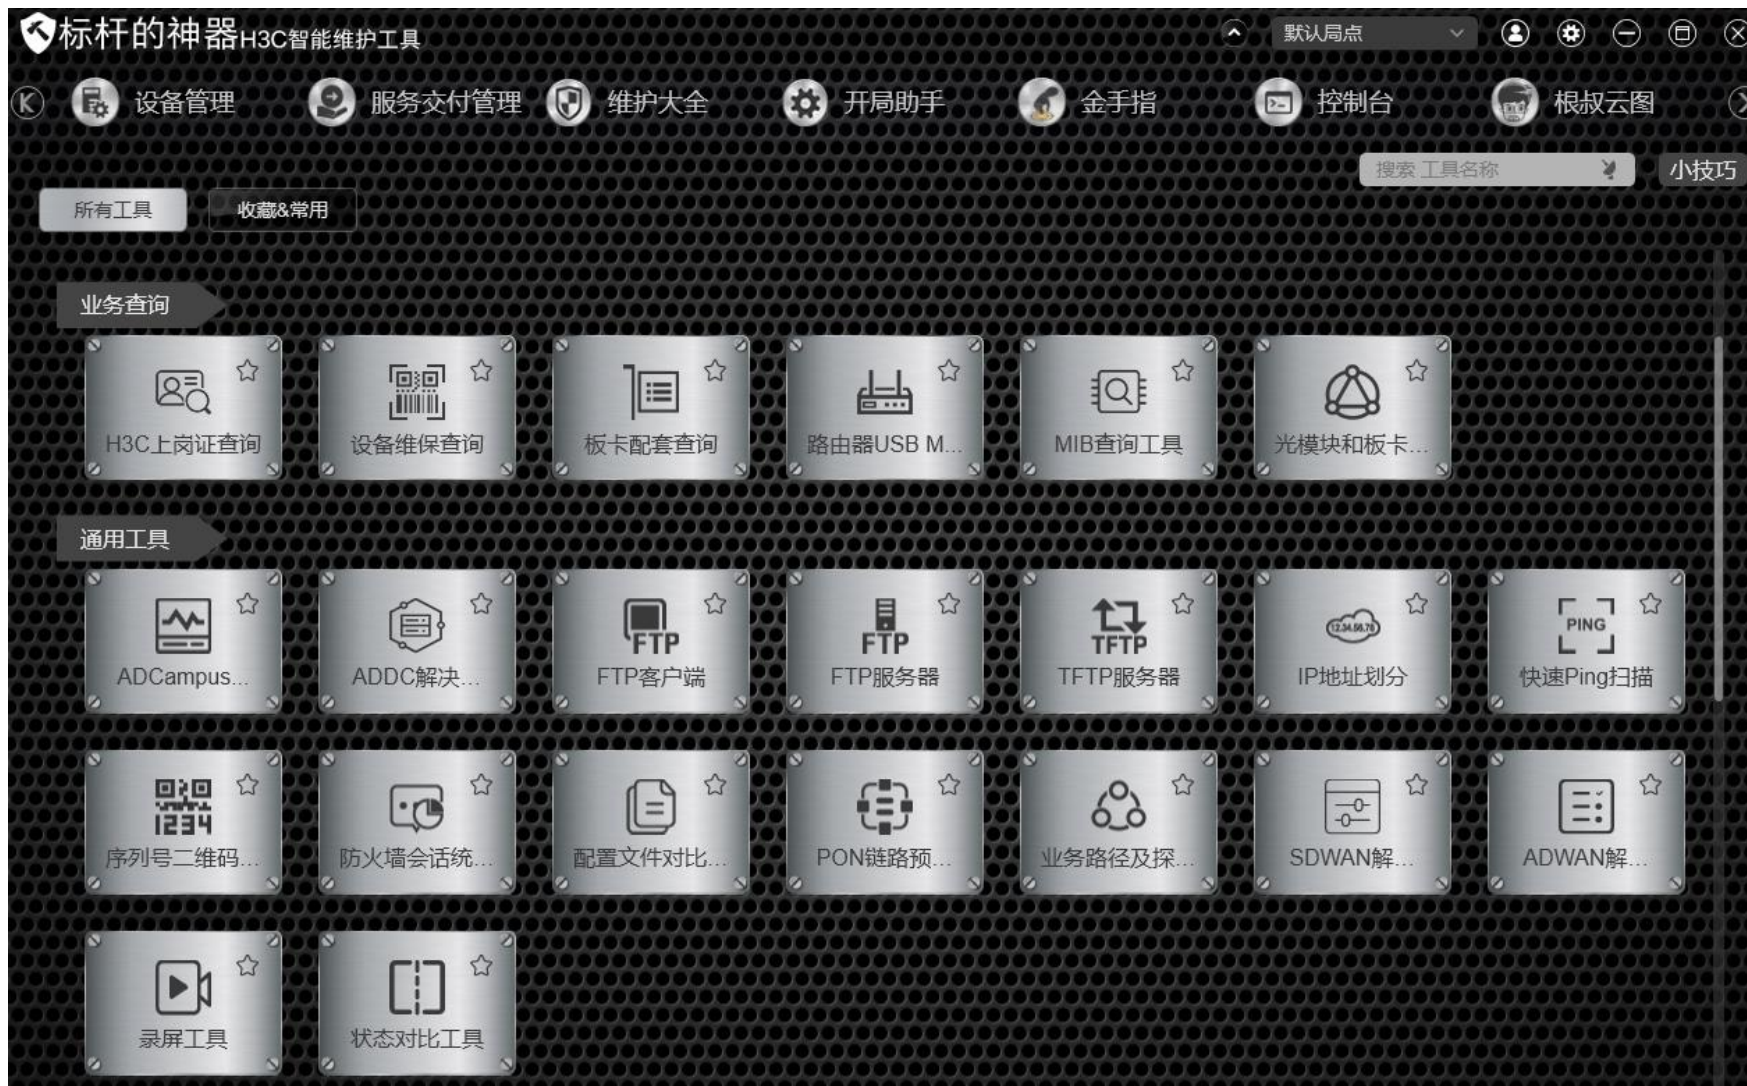 标杆的神器H3C智能维护工具
默认局点
设备管理 服务交付管理 维护大全 开局助手 金手指 控制台 根叔云图
搜索 工具名称 小技巧
所有工具 收藏&常用
业务查询
H3C上岗证查询 设备维保查询 板卡配套查询 路由器USB M... MIB查询工具 光模块和板卡...
通用工具
FTP FTP TFTP 12.34.56.78 PING
ADCampus... ADDC解决... FTP客户端 FTP服务器 TFTP服务器 IP地址划分 快速Ping扫描
1234
序列号二维码... 防火墙会话统... 配置文件对比... PON链路预... 业务路径及探... SDWAN解... ADWAN解...
录屏工具 状态对比工具